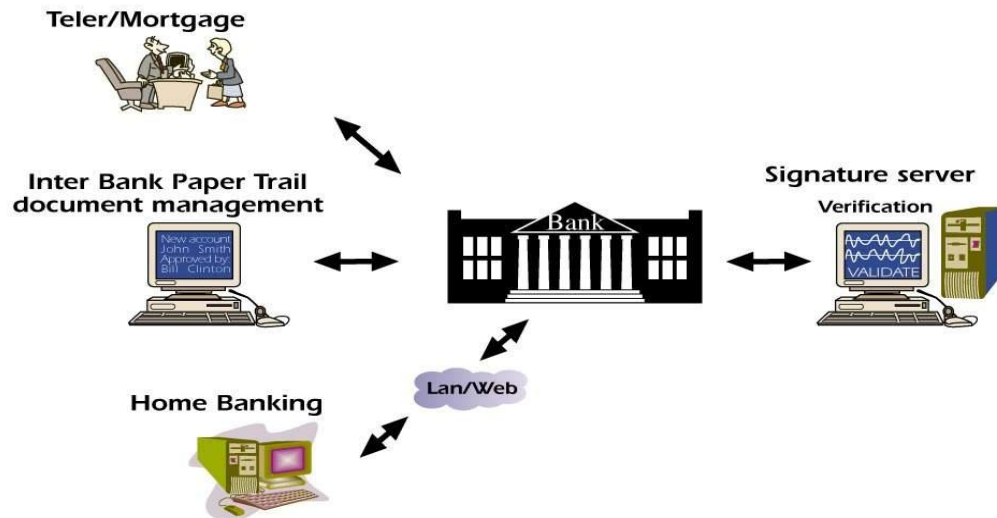 Teler/Mortgage
Inter Bank Paper Trail
document management
New account
John Smith
Approved by:
Bill Clinton
Bank
Signature server
Verification
VALIDATE
Lan/Web
Home Banking